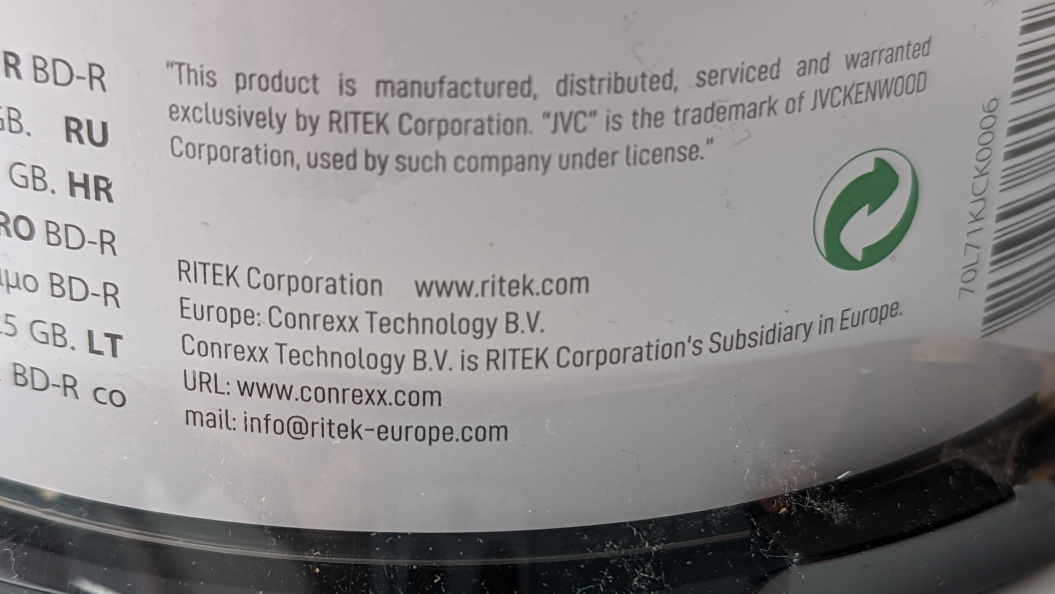 R BD-R
GB. RU
GB. HR
RO BD-R
ιμο BD-R
25 GB. LT
BD-R co
"This product is manufactured, distributed, serviced and warranted
exclusively by RITEK Corporation. "JVC" is the trademark of JVCKENWOOD
Corporation, used by such company under license."
RITEK Corporation www.ritek.com
Europe: Conrexx Technology B.V.
Conrexx Technology B.V. is RITEK Corporation's Subsidiary in Europe.
URL: www.conrexx.com
mail: info@ritek-europe.com
70L71KJCK0006